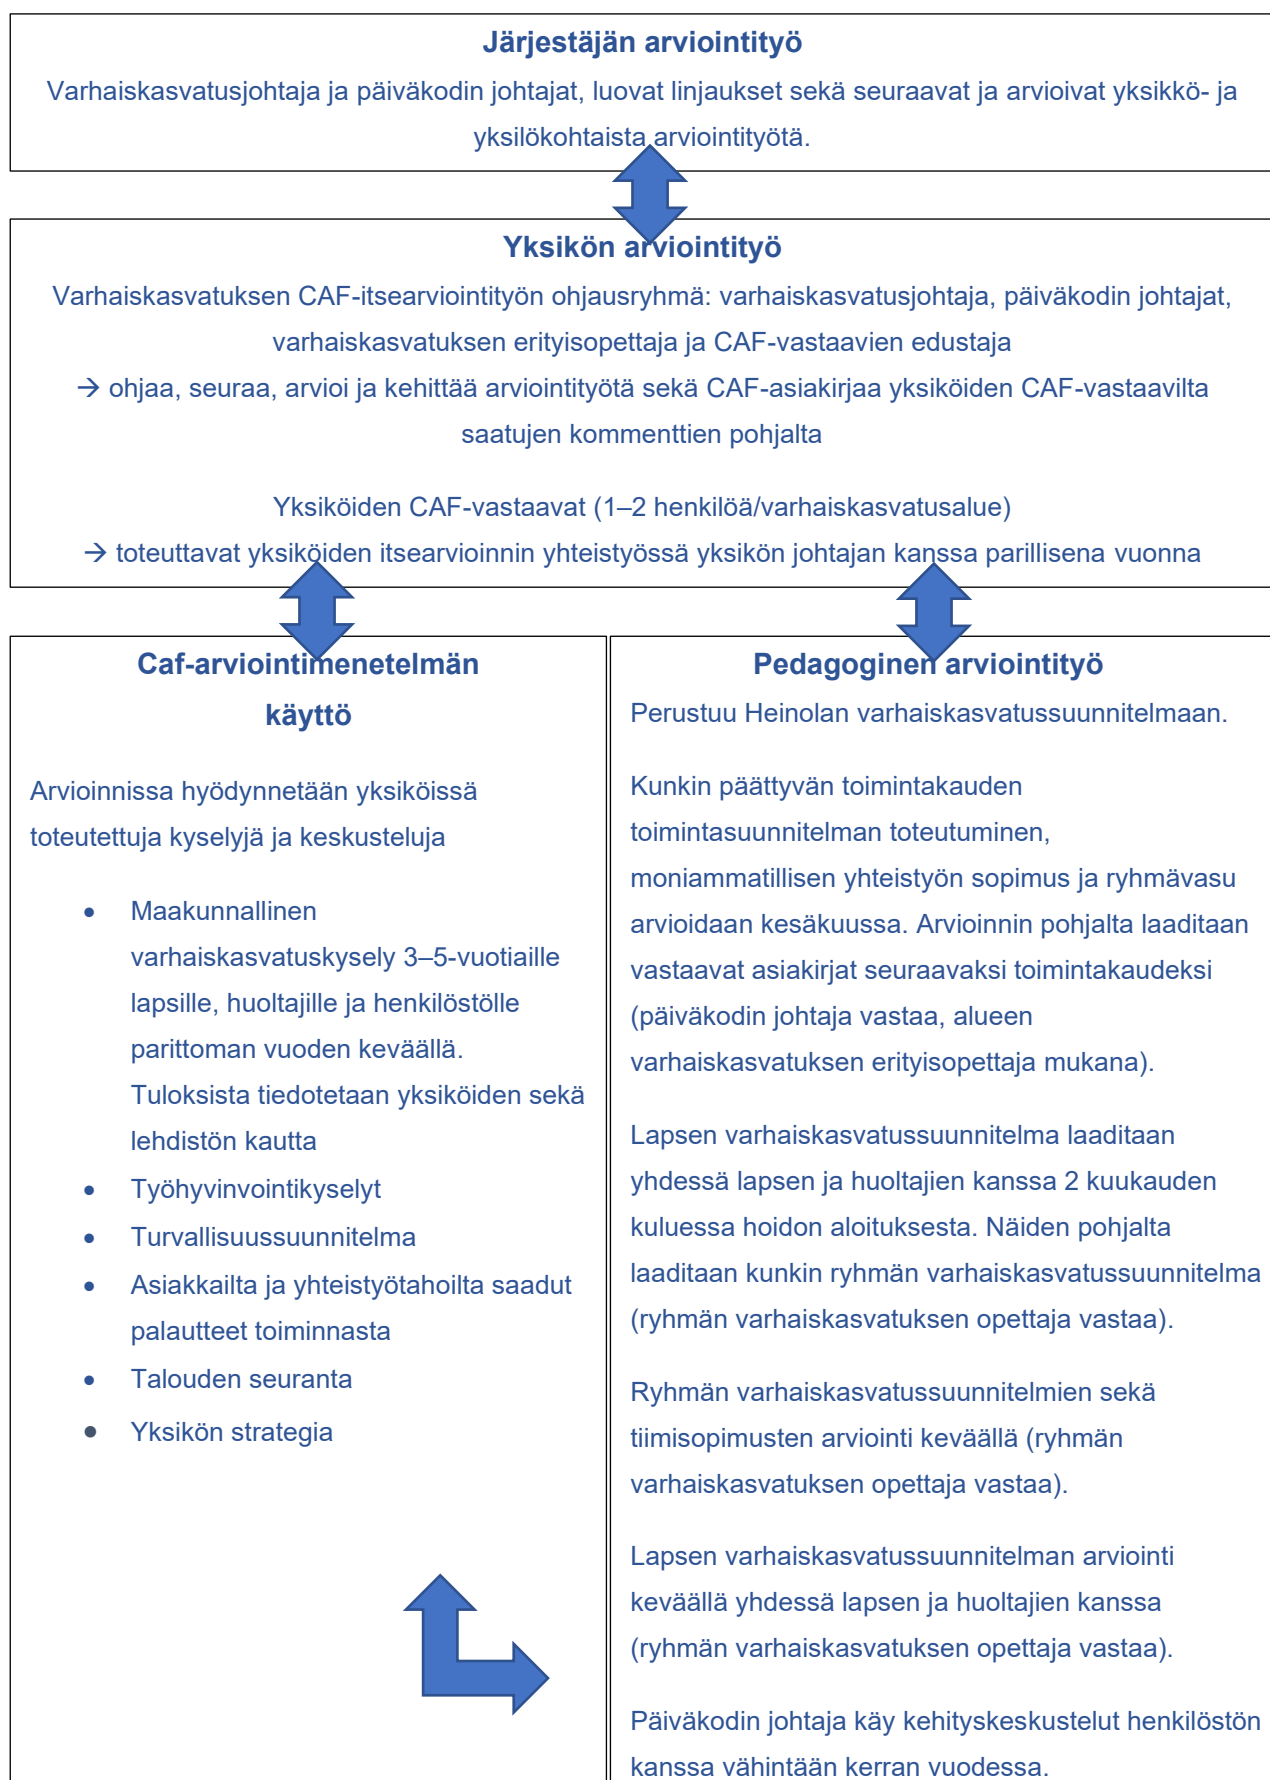 Järjestäjän arviointityö
Varhaiskasvatusjohtaja ja päiväkodin johtajat, luovat linjaukset sekä seuraavat ja arvioivat yksikkö- ja
yksilökohtaista arviointityötä.
Yksikön arviointityö
Varhaiskasvatuksen CAF-itsearviointityön ohjausryhmä: varhaiskasvatusjohtaja, päiväkodin johtajat,
varhaiskasvatuksen erityisopettaja ja CAF-vastaavien edustaja
→ ohjaa, seuraa, arvioi ja kehittää arviointityötä sekä CAF-asiakirjaa yksiköiden CAF-vastaavilta
saatujen kommenttien pohjalta
Yksiköiden CAF-vastaavat (1–2 henkilöä/varhaiskasvatusalue)
→ toteuttavat yksiköiden itsearvioinnin yhteistyössä yksikön johtajan kanssa parillisena vuonna
Caf-arviointimenetelmän
käyttö
Arvioinnissa hyödynnetään yksiköissä
toteutettuja kyselyjä ja keskusteluja
• Maakunnallinen
varhaiskasvatuskysely 3–5-vuotiaille
lapsille, huoltajille ja henkilöstölle
parittoman vuoden keväällä.
Tuloksista tiedotetaan yksiköiden sekä
lehdistön kautta
• Työhyvinvointikyselyt
• Turvallisuussuunnitelma
• Asiakkailta ja yhteistyötahoilta saadut
palautteet toiminnasta
• Talouden seuranta
• Yksikön strategia
Pedagoginen arviointityö
Perustuu Heinolan varhaiskasvatussuunnitelmaan.
Kunkin päättyvän toimintakauden
toimintasuunnitelman toteutuminen,
moniammatillisen yhteistyön sopimus ja ryhmävasu
arvioidaan kesäkuussa. Arvioinnin pohjalta laaditaan
vastaavat asiakirjat seuraavaksi toimintakaudeksi
(päiväkodin johtaja vastaa, alueen
varhaiskasvatuksen erityisopettaja mukana).
Lapsen varhaiskasvatussuunnitelma laaditaan
yhdessä lapsen ja huoltajien kanssa 2 kuukauden
kuluessa hoidon aloituksesta. Näiden pohjalta
laaditaan kunkin ryhmän varhaiskasvatussuunnitelma
(ryhmän varhaiskasvatuksen opettaja vastaa).
Ryhmän varhaiskasvatussuunnitelmien sekä
tiimisopimusten arviointi keväällä (ryhmän
varhaiskasvatuksen opettaja vastaa).
Lapsen varhaiskasvatussuunnitelman arviointi
keväällä yhdessä lapsen ja huoltajien kanssa
(ryhmän varhaiskasvatuksen opettaja vastaa).
Päiväkodin johtaja käy kehityskeskustelut henkilöstön
kanssa vähintään kerran vuodessa.